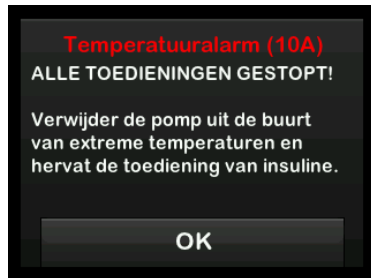 Temperatuuralarm (10A)
ALLE TOEDIENINGEN GESTOPT!
Verwijder de pomp uit de buurt
van extreme temperaturen en
hervat de toediening van insuline.
OK